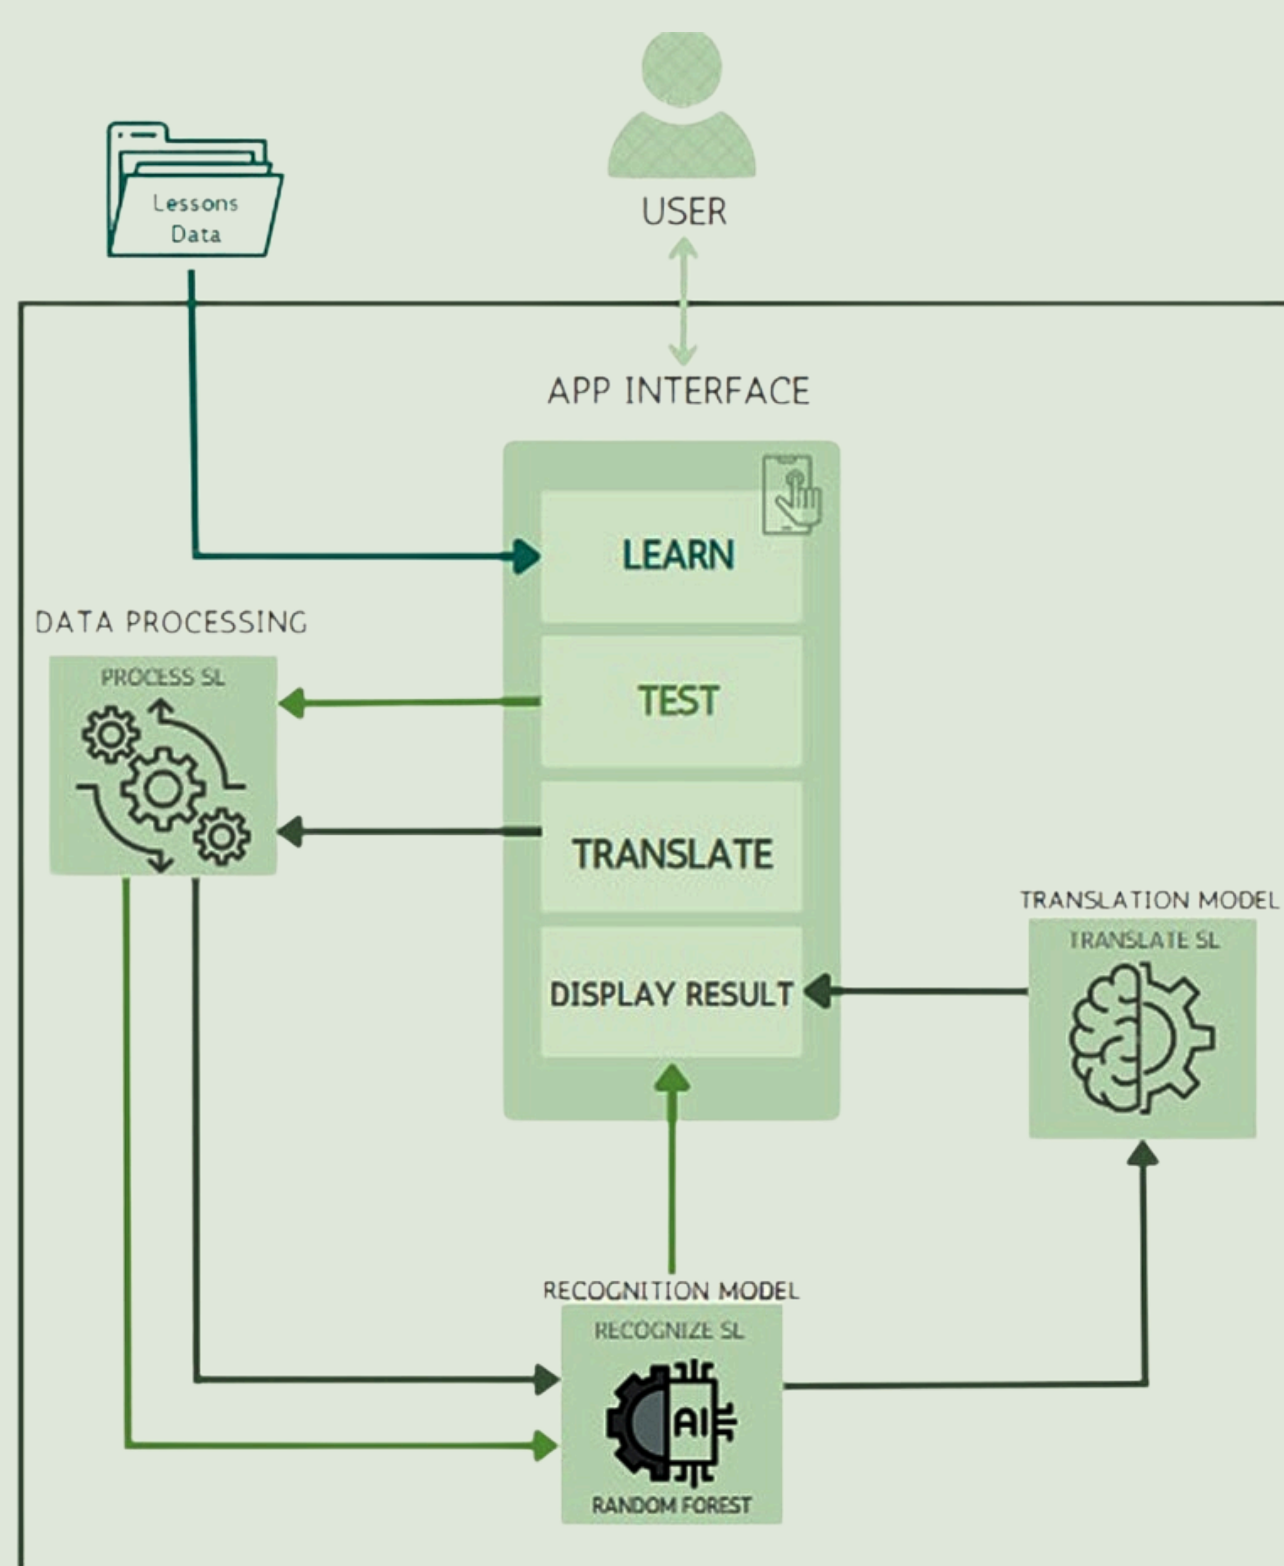 USER
Lessons
Data
APP INTERFACE
LEARN
DATA PROCESSING
PROCESS SL
TEST
TRANSLATE
TRANSLATION MODEL
TRANSLATE SL
DISPLAY RESULT
RECOGNITION MODEL
RECOGNIZE SL
AI
RANDOM FOREST